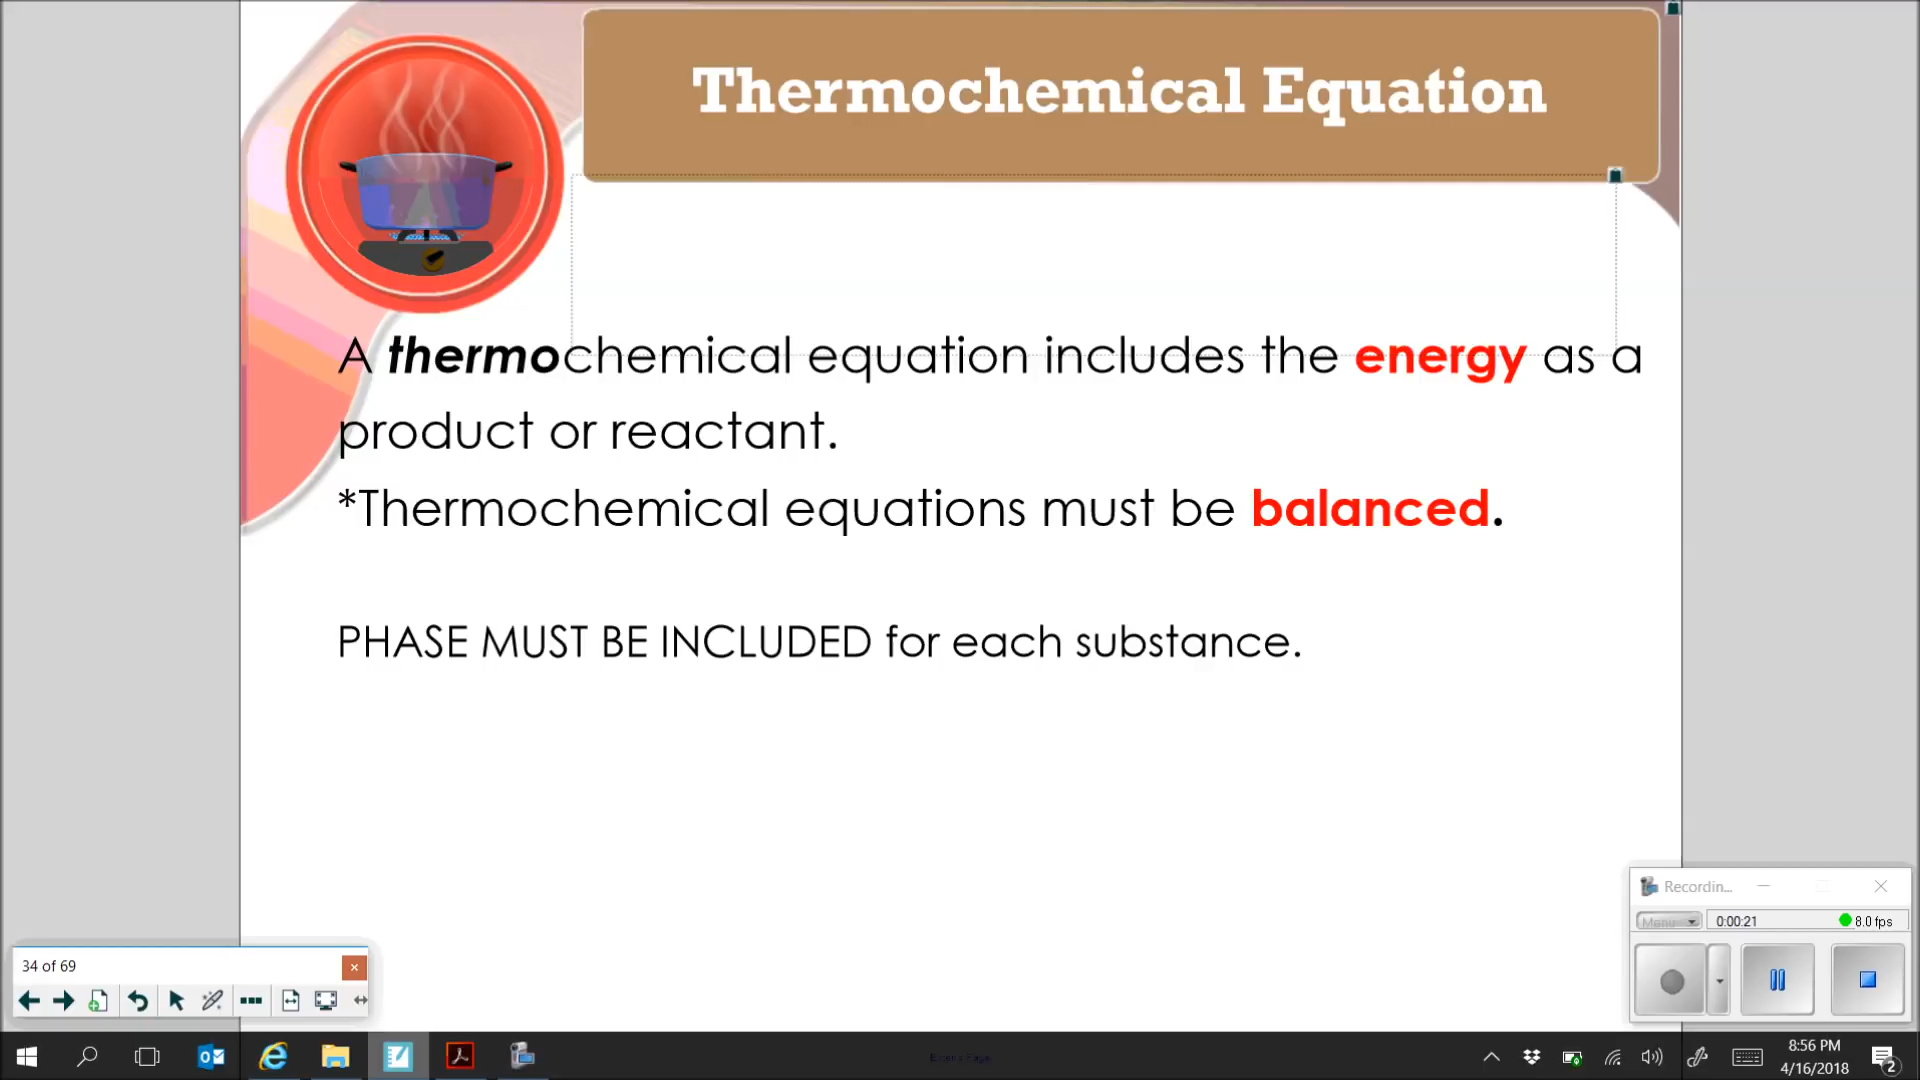 Thermochemical Equation
A thermochemical equation includes the energy as a
product or reactant.
*Thermochemical equations must be balanced.
PHASE MUST BE INCLUDED for each substance.
Recordin...
Menu
0:00:21
8.0 fps
34 of 69
8:56 PM
4/16/2018
2